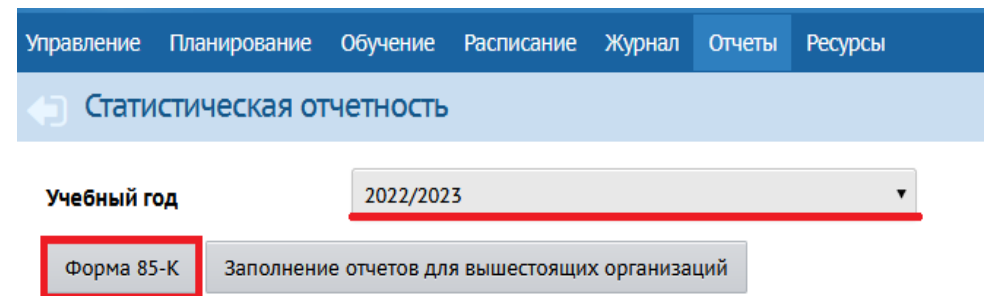 Управление Планирование Обучение Расписание Журнал Отчеты Ресурсы
Статистическая отчетность
Учебный год 2022/2023
Форма 85-К Заполнение отчетов для вышестоящих организаций